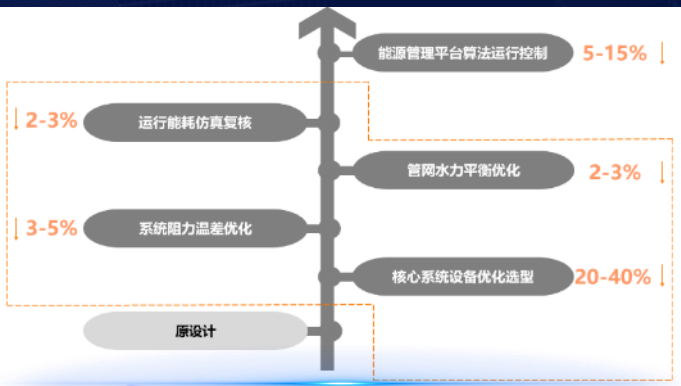 能源管理平台算法运行控制 5-15% ↓
↓ 2-3% 运行能耗仿真复核
管网水力平衡优化 2-3% ↓
↓ 3-5% 系统阻力温差优化
核心系统设备优化选型 20-40% ↓
原设计